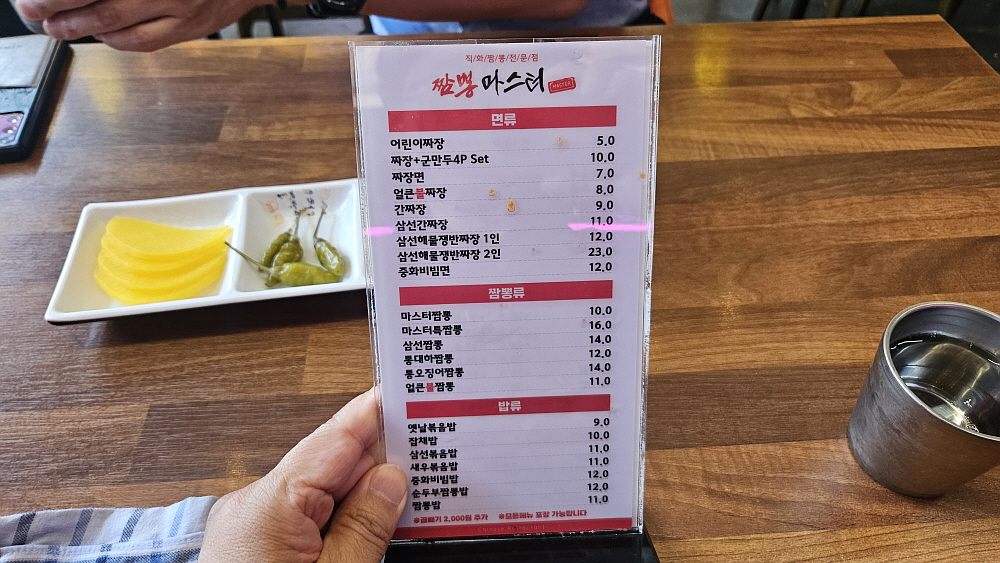 직/화/짬/뽕/전/문/점
짬뽕 마스터 MASTER
면류
어린이짜장 5.0
짜장+군만두4P Set 10.0
짜장면 7.0
얼큰불짜장 8.0
간짜장 9.0
삼선간짜장 11.0
삼선해물쟁반짜장 1인 12.0
삼선해물쟁반짜장 2인 23.0
중화비빔면 12.0
짬뽕류
마스터짬뽕 10.0
마스터특짬뽕 16.0
삼선짬뽕 14.0
통대하짬뽕 12.0
통오징어짬뽕 14.0
얼큰불짬뽕 11.0
밥류
옛날볶음밥 9.0
잡채밥 10.0
삼선볶음밥 11.0
새우볶음밥 11.0
중화비빔밥 12.0
순두부짬뽕밥 12.0
짬뽕밥 11.0
※곱빼기 2,000원 추가 ※모든메뉴 포장 가능합니다
Chinese Restaurant